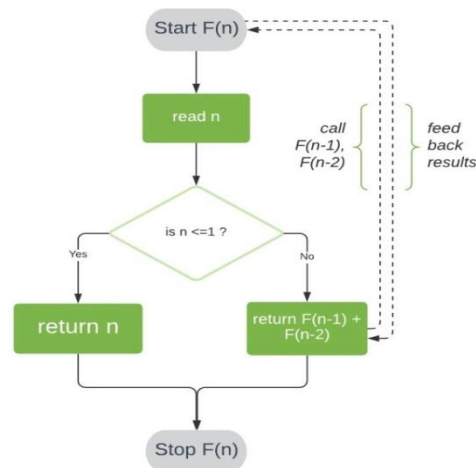 Start F(n)
read n
call
F(n-1),
F(n-2)
feed
back
results
is n <=1 ?
Yes
No
return n
return F(n-1) +
F(n-2)
Stop F(n)